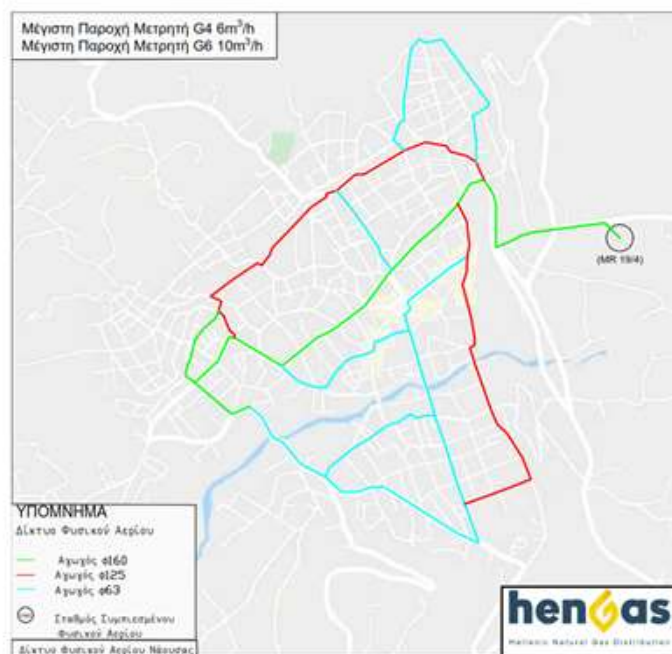 Μέγιστη Παροχή Μετρητή G4 6m³/h
Μέγιστη Παροχή Μετρητή G6 10m³/h
(MR 19/4)
ΥΠΟΜΝΗΜΑ
Δίκτυο Φυσικού Αερίου
Αγωγός φ160
Αγωγός φ125
Αγωγός φ63
Σταθμός Συμπιεσμένου
Φυσικού Αερίου
Δίκτυο Φυσικού Αερίου Νάουσας
hengas
Hellenic Natural Gas Distribution